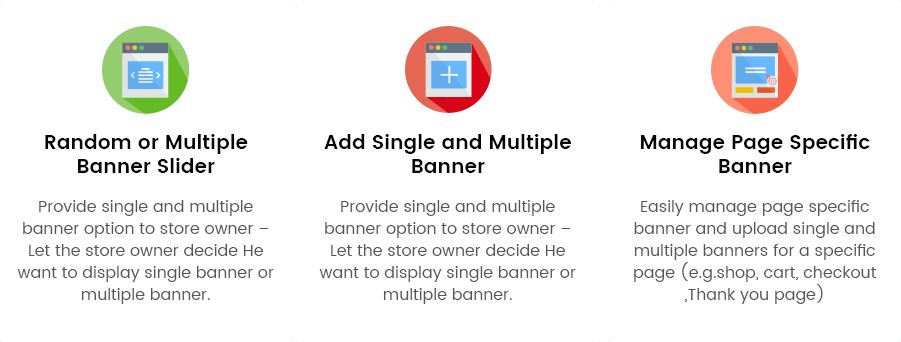 Random or Multiple
Banner Slider
Provide single and multiple
banner option to store owner –
Let the store owner decide He
want to display single banner or
multiple banner.
Add Single and Multiple
Banner
Provide single and multiple
banner option to store owner –
Let the store owner decide He
want to display single banner or
multiple banner.
Manage Page Specific
Banner
Easily manage page specific
banner and upload single and
multiple banners for a specific
page (e.g.shop, cart, checkout
,Thank you page)